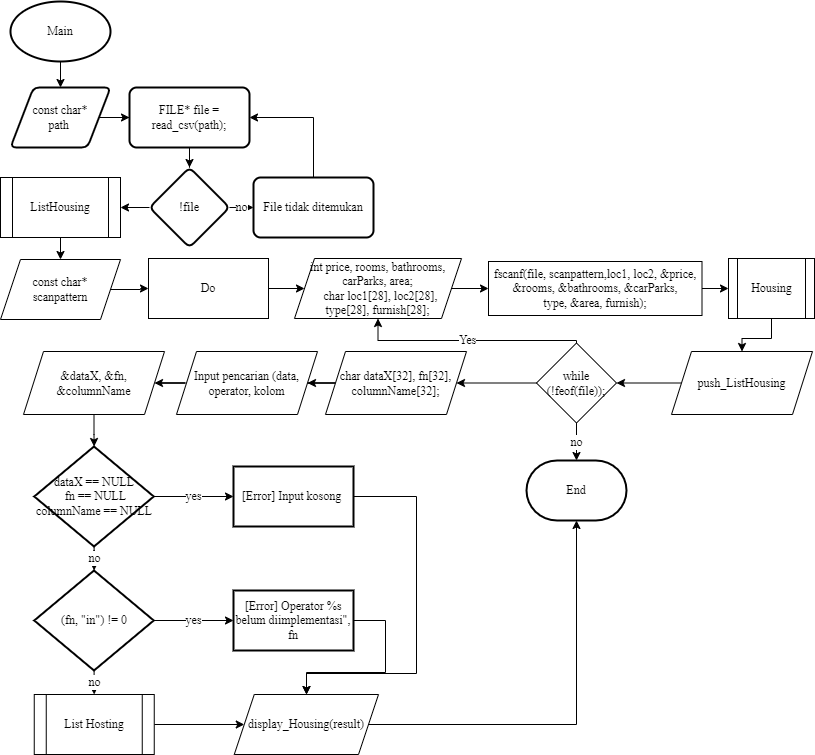 Main
const char*
path
FILE* file =
read_csv(path);
ListHousing
!file
no
File tidak ditemukan
const char*
scanpattern
Do
int price, rooms, bathrooms,
carParks, area;
char loc1[28], loc2[28],
type[28], furnish[28];
fscanf(file, scanpattern,loc1, loc2, &price,
&rooms, &bathrooms, &carParks,
type, &area, furnish);
Housing
Yes
&dataX, &fn,
&columnName
Input pencarian (data,
operator, kolom
char dataX[32], fn[32],
columnName[32];
while
(!feof(file));
push_ListHousing
no
End
dataX == NULL
fn == NULL
columnName == NULL
yes
[Error] Input kosong
no
(fn, "in") != 0
yes
[Error] Operator %s
belum diimplementasi",
fn
no
List Hosting
display_Housing(result)